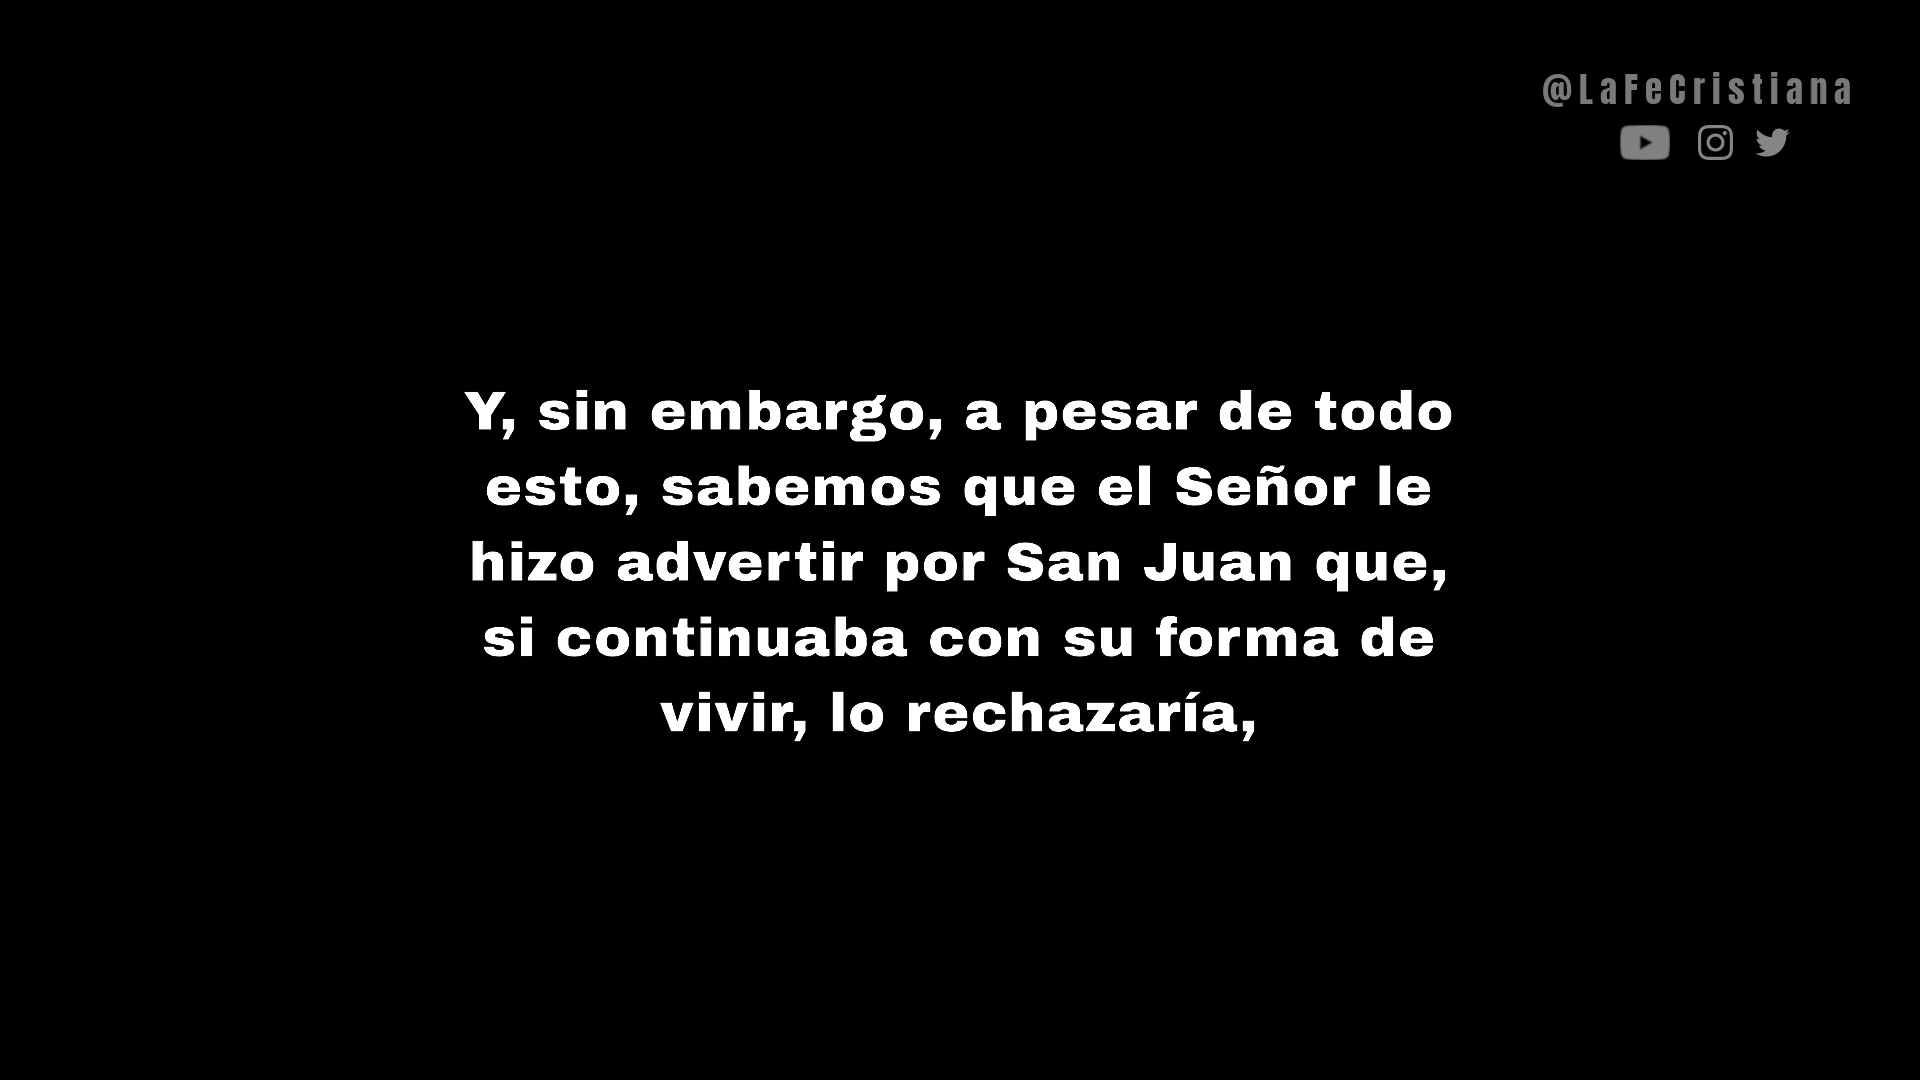 @LaFeCristiana
Y, sin embargo, a pesar de todo
esto, sabemos que el Señor le
hizo advertir por San Juan que,
si continuaba con su forma de
vivir, lo rechazaría,